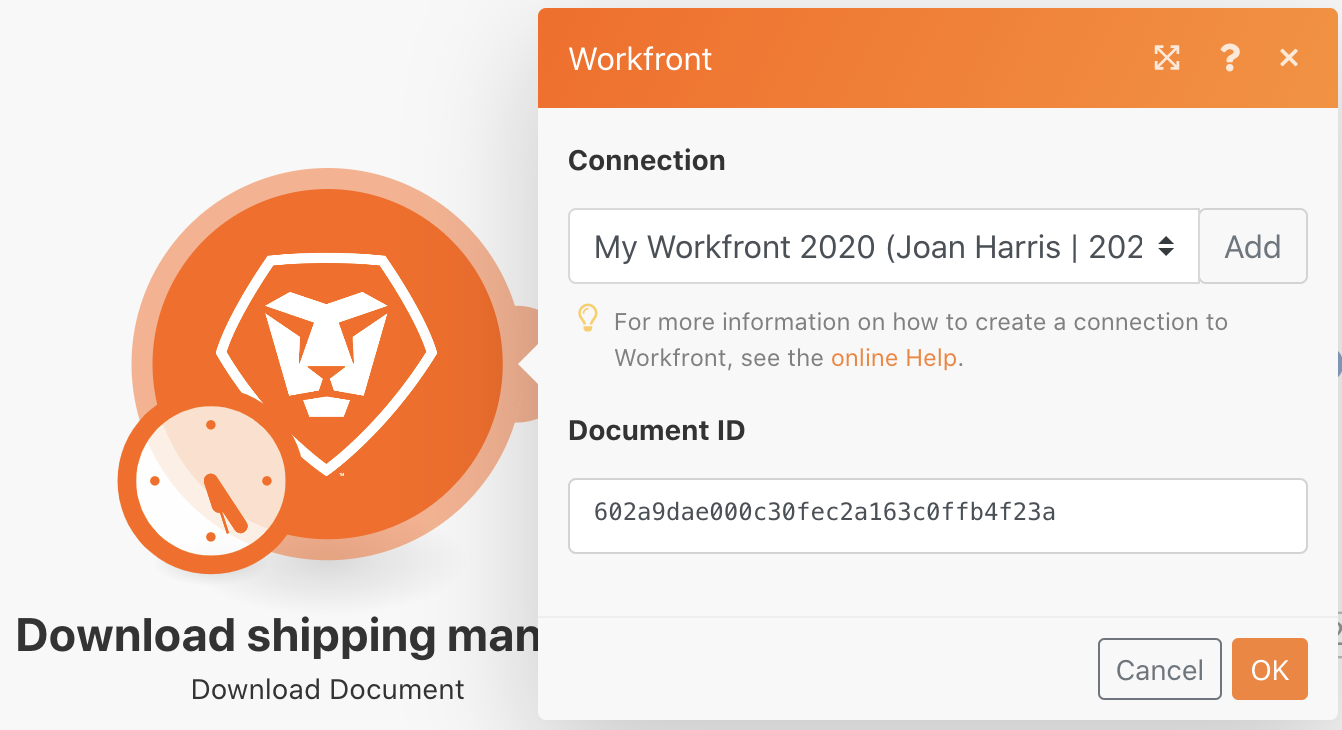 Workfront
Connection
My Workfront 2020 (Joan Harris | 202
Add
For more information on how to create a connection to
Workfront, see the online Help.
Document ID
602a9dae000c30fec2a163c0ffb4f23a
Download shipping man
Download Document
Cancel
OK